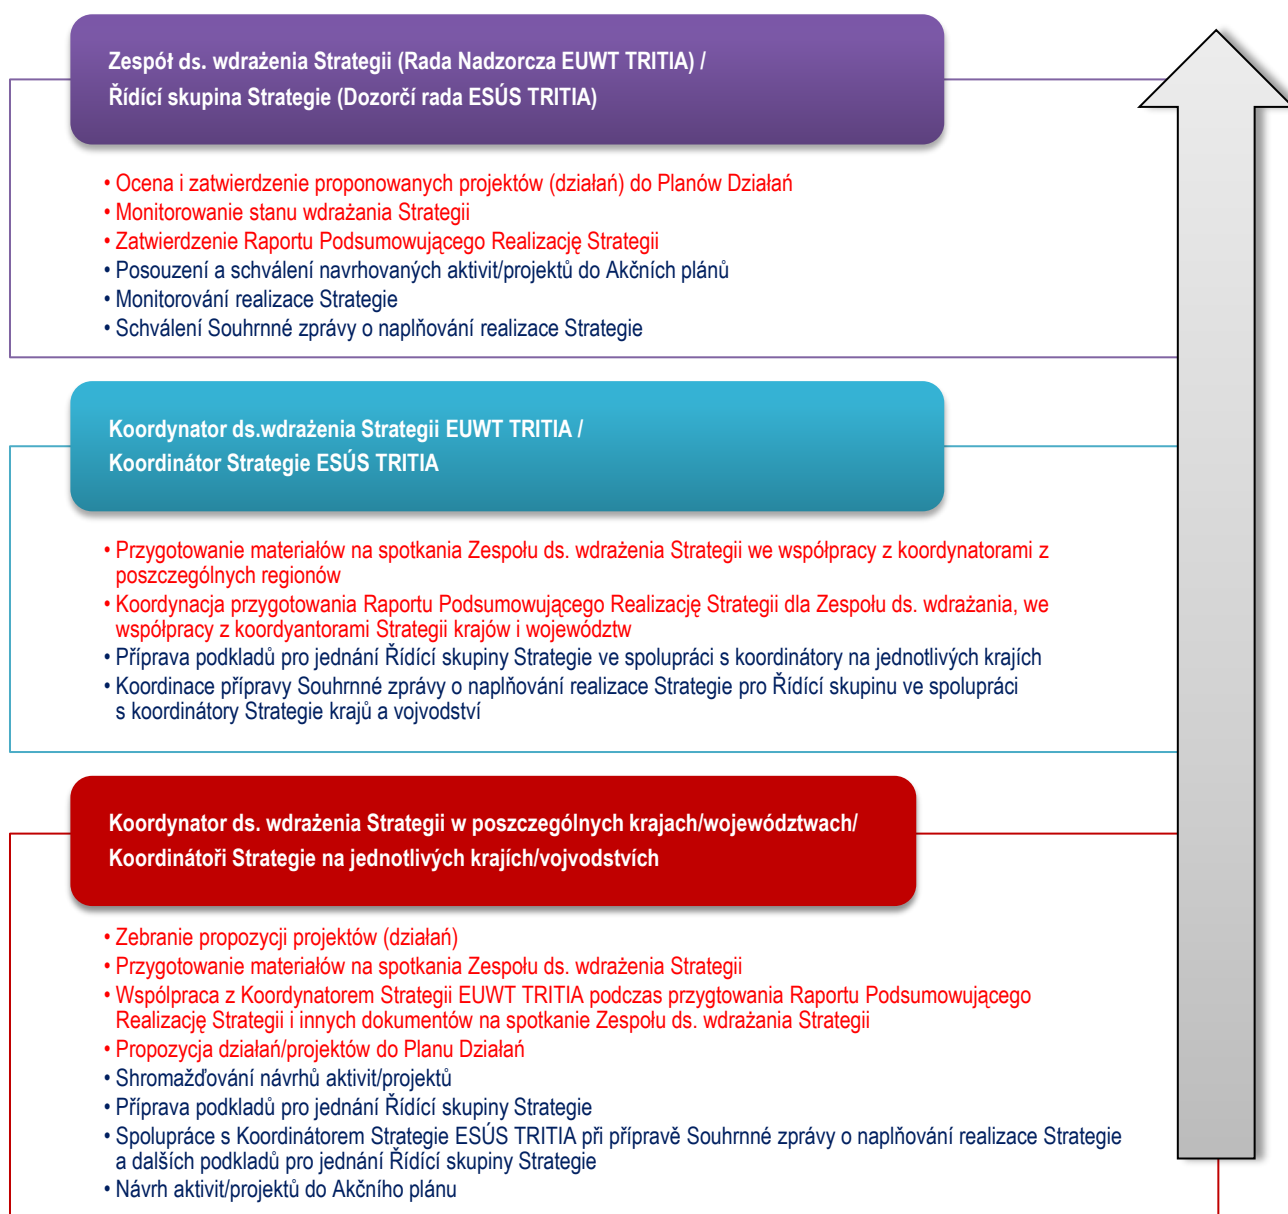 Zespół ds. wdrażenia Strategii (Rada Nadzorcza EUWT TRITIA) /
Řídící skupina Strategie (Dozorčí rada ESÚS TRITIA)
• Ocena i zatwierdzenie proponowanych projektów (działań) do Planów Działań
• Monitorowanie stanu wdrażania Strategii
• Zatwierdzenie Raportu Podsumowującego Realizację Strategii
• Posouzení a schválení navrhovaných aktivit/projektů do Akčních plánů
• Monitorování realizace Strategie
• Schválení Souhrnné zprávy o naplňování realizace Strategie
Koordynator ds.wdrażenia Strategii EUWT TRITIA /
Koordinátor Strategie ESÚS TRITIA
• Przygotowanie materiałów na spotkania Zespołu ds. wdrażenia Strategii we współpracy z koordynatorami z
poszczególnych regionów
• Koordynacja przygotowania Raportu Podsumowującego Realizację Strategii dla Zespołu ds. wdrażania, we
współpracy z koordyantorami Strategii krajów i województw
• Příprava podkladů pro jednání Řídící skupiny Strategie ve spolupráci s koordinátory na jednotlivých krajích
• Koordinace přípravy Souhrnné zprávy o naplňování realizace Strategie pro Řídící skupinu ve spolupráci
s koordinátory Strategie krajů a vojvodství
Koordynator ds. wdrażenia Strategii w poszczególnych krajach/województwach/
Koordinátoři Strategie na jednotlivých krajích/vojvodstvích
• Zebranie propozycji projektów (działań)
• Przygotowanie materiałów na spotkania Zespołu ds. wdrażenia Strategii
• Wspólpraca z Koordynatorem Strategii EUWT TRITIA podczas przygtowania Raportu Podsumowującego
Realizację Strategii i innych dokumentów na spotkanie Zespołu ds. wdrażania Strategii
• Propozycja działań/projektów do Planu Działań
• Shromažďování návrhů aktivit/projektů
• Příprava podkladů pro jednání Řídící skupiny Strategie
• Spolupráce s Koordinátorem Strategie ESÚS TRITIA při přípravě Souhrnné zprávy o naplňování realizace Strategie
a dalších podkladů pro jednání Řídící skupiny Strategie
• Návrh aktivit/projektů do Akčního plánu